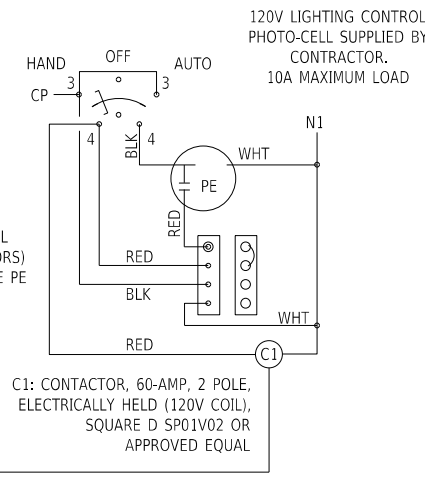 120V LIGHTING CONTROL
PHOTO-CELL SUPPLIED BY
CONTRACTOR.
10A MAXIMUM LOAD
HAND OFF AUTO
3 3
CP
N1
4 BLK 4
WHT
PE
RED
L
ORS)
E PE
RED
BLK
WHT
RED
C1
C1: CONTACTOR, 60-AMP, 2 POLE,
ELECTRICALLY HELD (120V COIL),
SQUARE D SP01V02 OR
APPROVED EQUAL